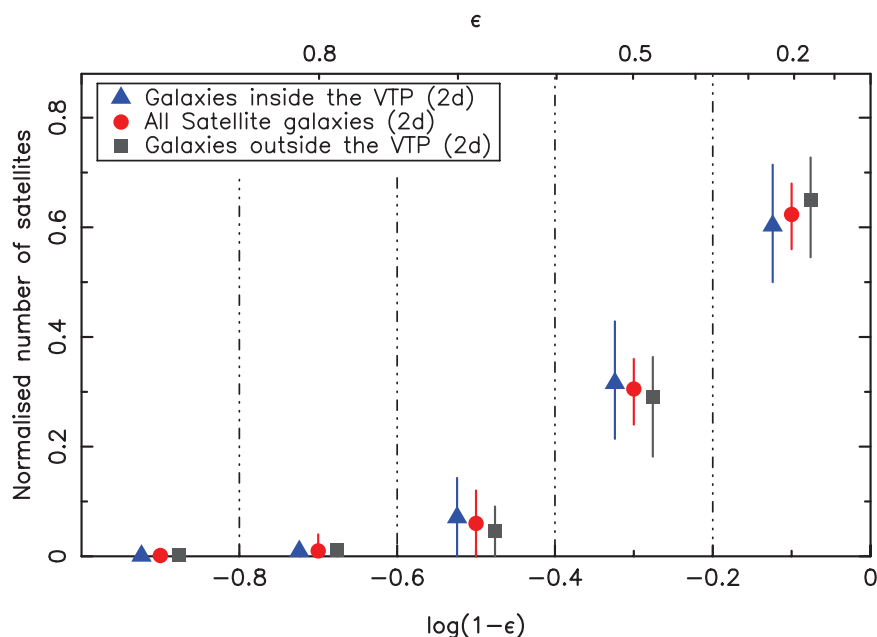 ϵ
0.8 0.5 0.2
Galaxies inside the VTP (2d)
All Satellite galaxies (2d)
Galaxies outside the VTP (2d)
Normalised number of satellites
0.8
0.6
0.4
0.2
0
−0.8 −0.6 −0.4 −0.2 0
log(1−ϵ)